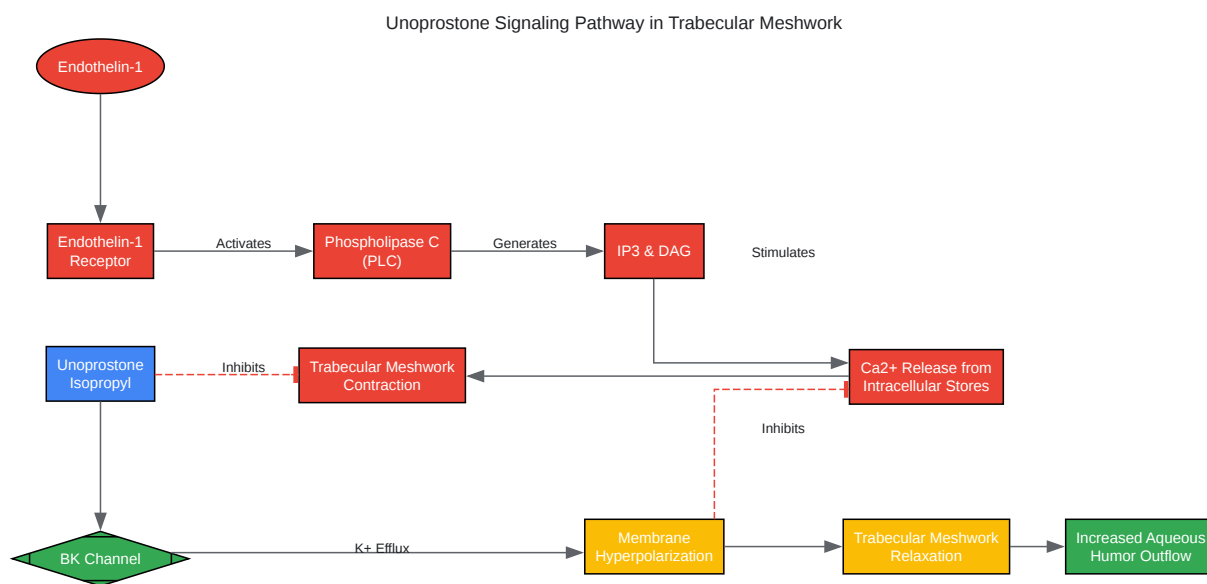 Unoprostone Signaling Pathway in Trabecular Meshwork
Endothelin-1
Endothelin-1
Receptor
Activates
Phospholipase C
(PLC)
Generates
IP3 & DAG
Stimulates
Unoprostone
Isopropyl
Inhibits
Trabecular Meshwork
Contraction
Ca2+ Release from
Intracellular Stores
Inhibits
BK Channel
K+ Efflux
Membrane
Hyperpolarization
Trabecular Meshwork
Relaxation
Increased Aqueous
Humor Outflow